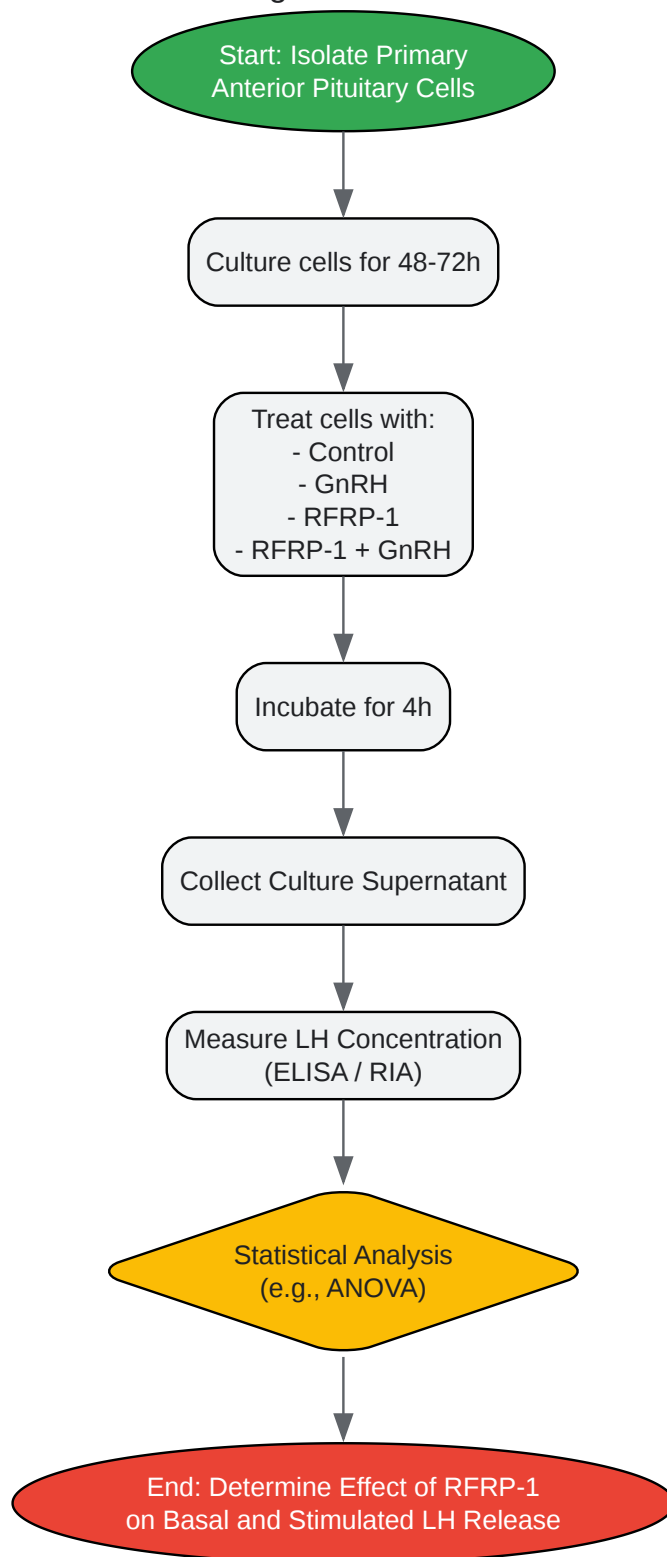 Start: Isolate Primary
Anterior Pituitary Cells
Culture cells for 48-72h
Treat cells with:
- Control
- GnRH
- RFRP-1
- RFRP-1 + GnRH
Incubate for 4h
Collect Culture Supernatant
Measure LH Concentration
(ELISA / RIA)
Statistical Analysis
(e.g., ANOVA)
End: Determine Effect of RFRP-1
on Basal and Stimulated LH Release